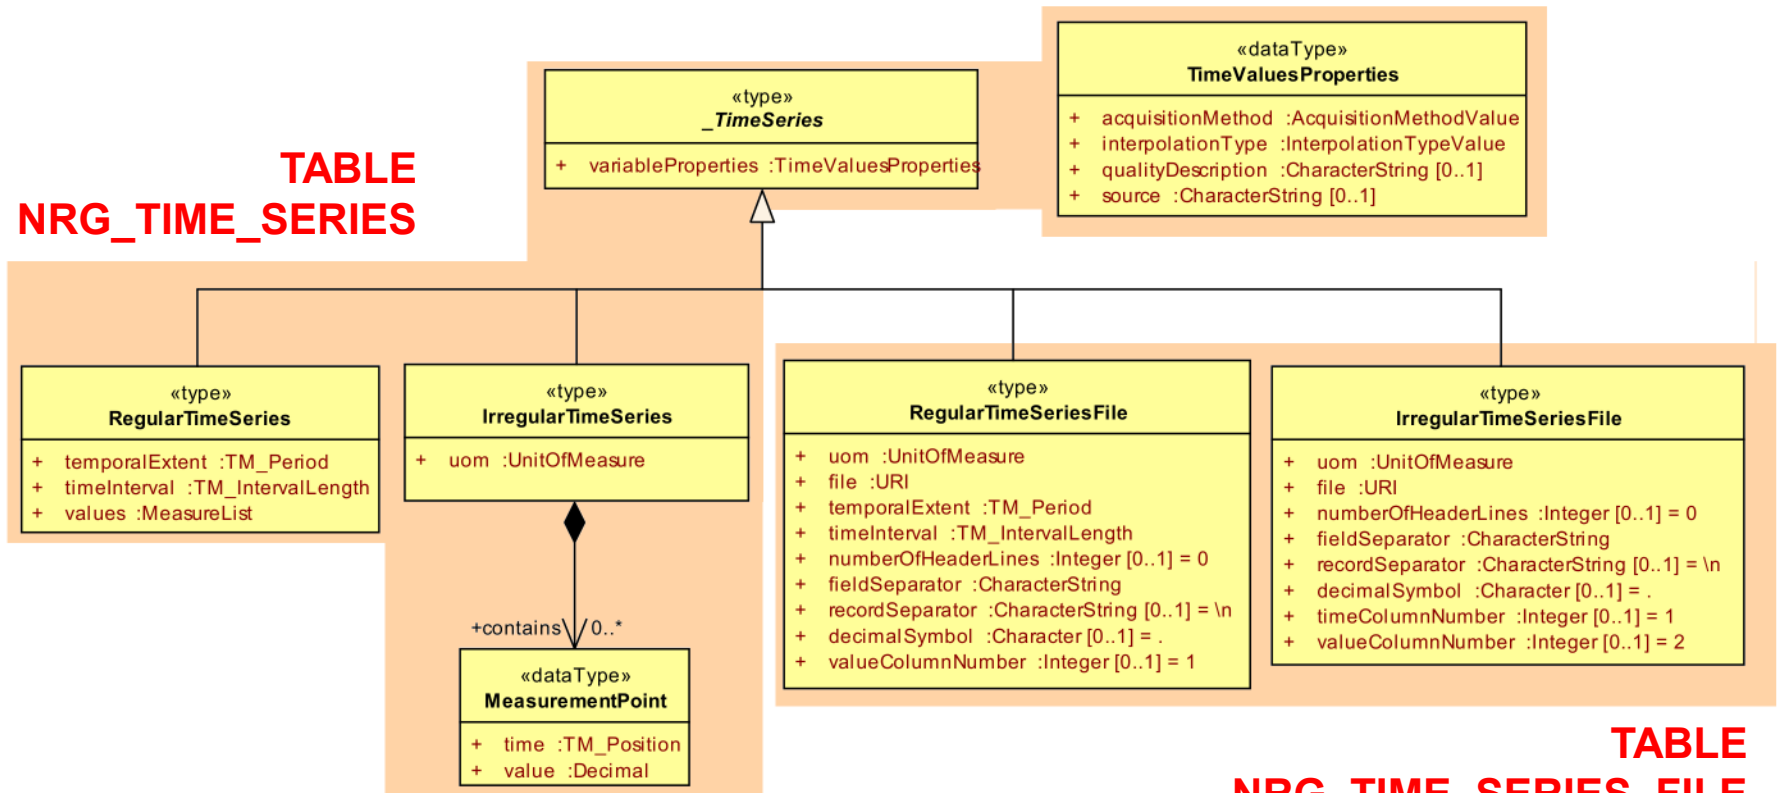 «dataType»
TimeValuesProperties
+ acquisitionMethod :AcquisitionMethodValue
+ interpolationType :InterpolationTypeValue
+ qualityDescription :CharacterString [0..1]
+ source :CharacterString [0..1]
«type»
_TimeSeries
+ variableProperties :TimeValuesProperties
TABLE
NRG_TIME_SERIES
«type»
RegularTimeSeries
+ temporalExtent :TM_Period
+ timeInterval :TM_IntervalLength
+ values :MeasureList
«type»
IrregularTimeSeries
+ uom :UnitOfMeasure
+contains 0..*
«dataType»
MeasurementPoint
+ time :TM_Position
+ value :Decimal
«type»
RegularTimeSeriesFile
+ uom :UnitOfMeasure
+ file :URI
+ temporalExtent :TM_Period
+ timeInterval :TM_IntervalLength
+ numberOfHeaderLines :Integer [0..1] = 0
+ fieldSeparator :CharacterString
+ recordSeparator :CharacterString [0..1] = \n
+ decimalSymbol :Character [0..1] = .
+ valueColumnNumber :Integer [0..1] = 1
«type»
IrregularTimeSeriesFile
+ uom :UnitOfMeasure
+ file :URI
+ numberOfHeaderLines :Integer [0..1] = 0
+ fieldSeparator :CharacterString
+ recordSeparator :CharacterString [0..1] = \n
+ decimalSymbol :Character [0..1] = .
+ timeColumnNumber :Integer [0..1] = 1
+ valueColumnNumber :Integer [0..1] = 2
TABLE
NRG_TIME_SERIES_FILE